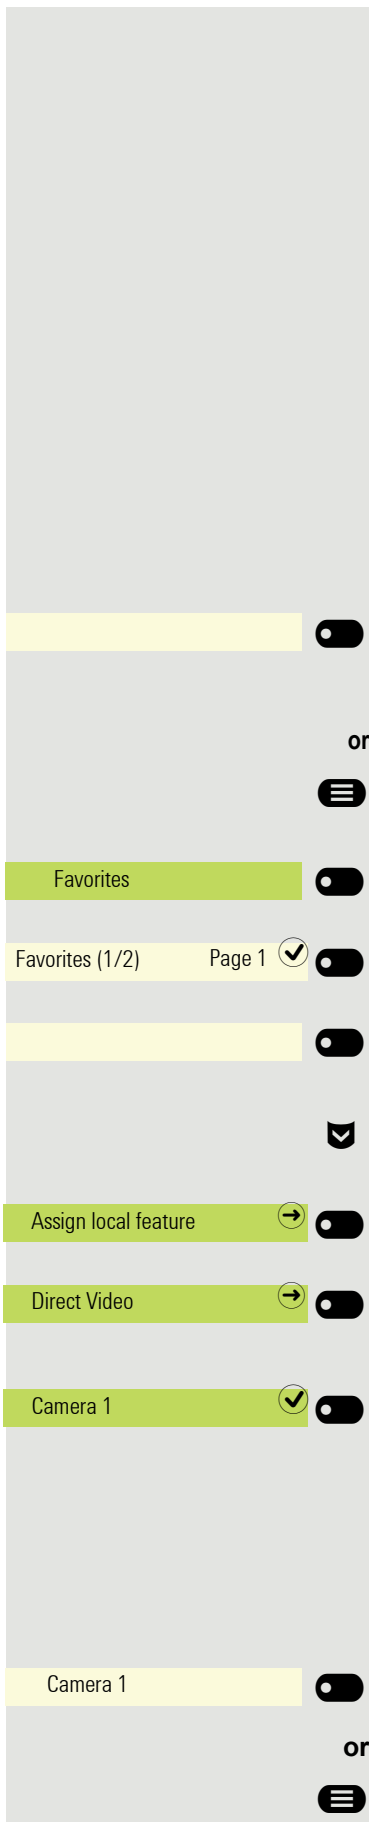 or
Favorites
Favorites (1/2) Page 1
Assign local feature
Direct Video
Camera 1
Camera 1
or